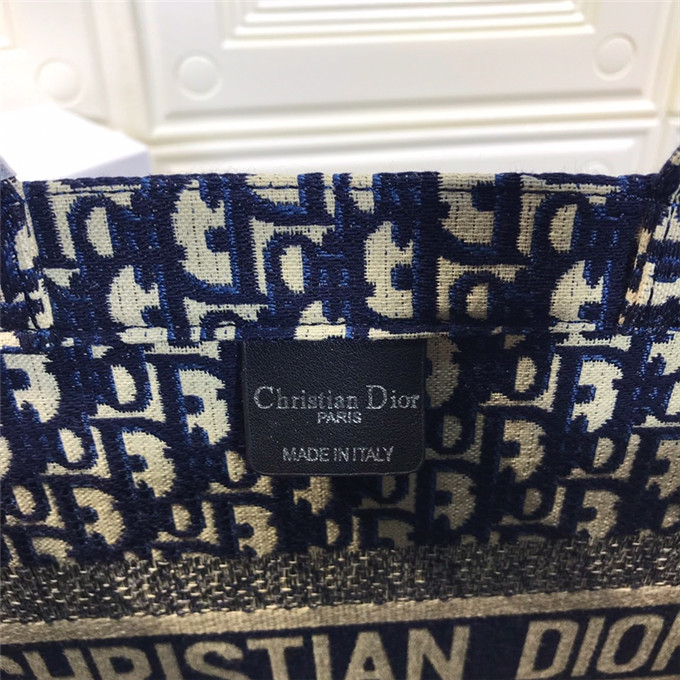 Christian Dior
PARIS
MADE IN ITALY
CHRISTIAN DIOR